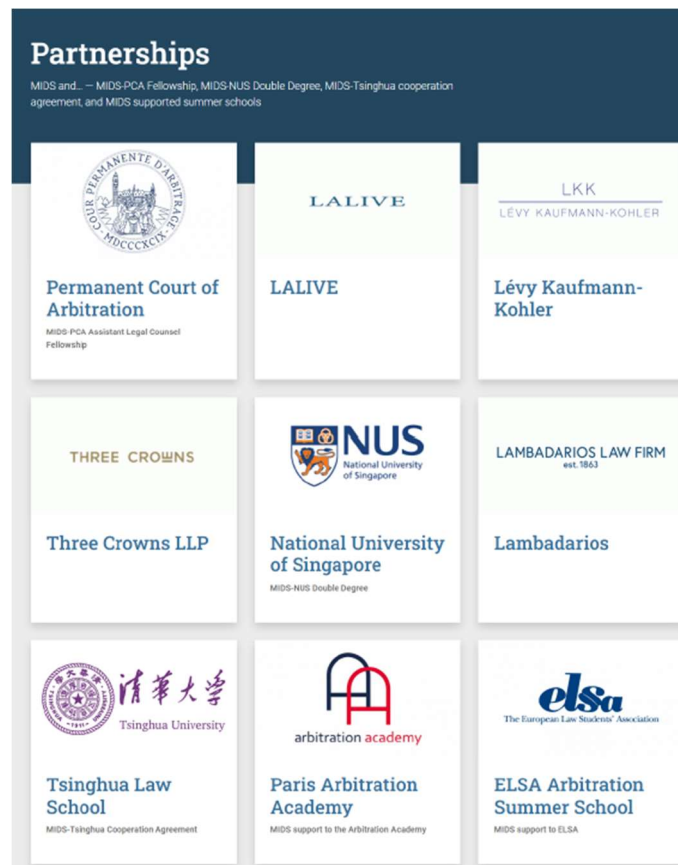 Partnerships
MIDS and... — MIDS-PCA Fellowship, MIDS-NUS Double Degree, MIDS-Tsinghua cooperation
agreement, and MIDS supported summer schools
COUR PERMANENTE D'ARBITRAGE
MDCCCXCIX
Permanent Court of
Arbitration
MIDS-PCA Assistant Legal Counsel
Fellowship
LALIVE
LALIVE
LKK
LÉVY KAUFMANN-KOHLER
Lévy Kaufmann-
Kohler
THREE CROWNS
Three Crowns LLP
NUS
National University
of Singapore
National University
of Singapore
MIDS-NUS Double Degree
LAMBADARIOS LAW FIRM
est. 1863
Lambadarios
清華大学
Tsinghua University
Tsinghua Law
School
MIDS-Tsinghua Cooperation Agreement
arbitration academy
Paris Arbitration
Academy
MIDS support to the Arbitration Academy
elsa
The European Law Students' Association
ELSA Arbitration
Summer School
MIDS support to ELSA